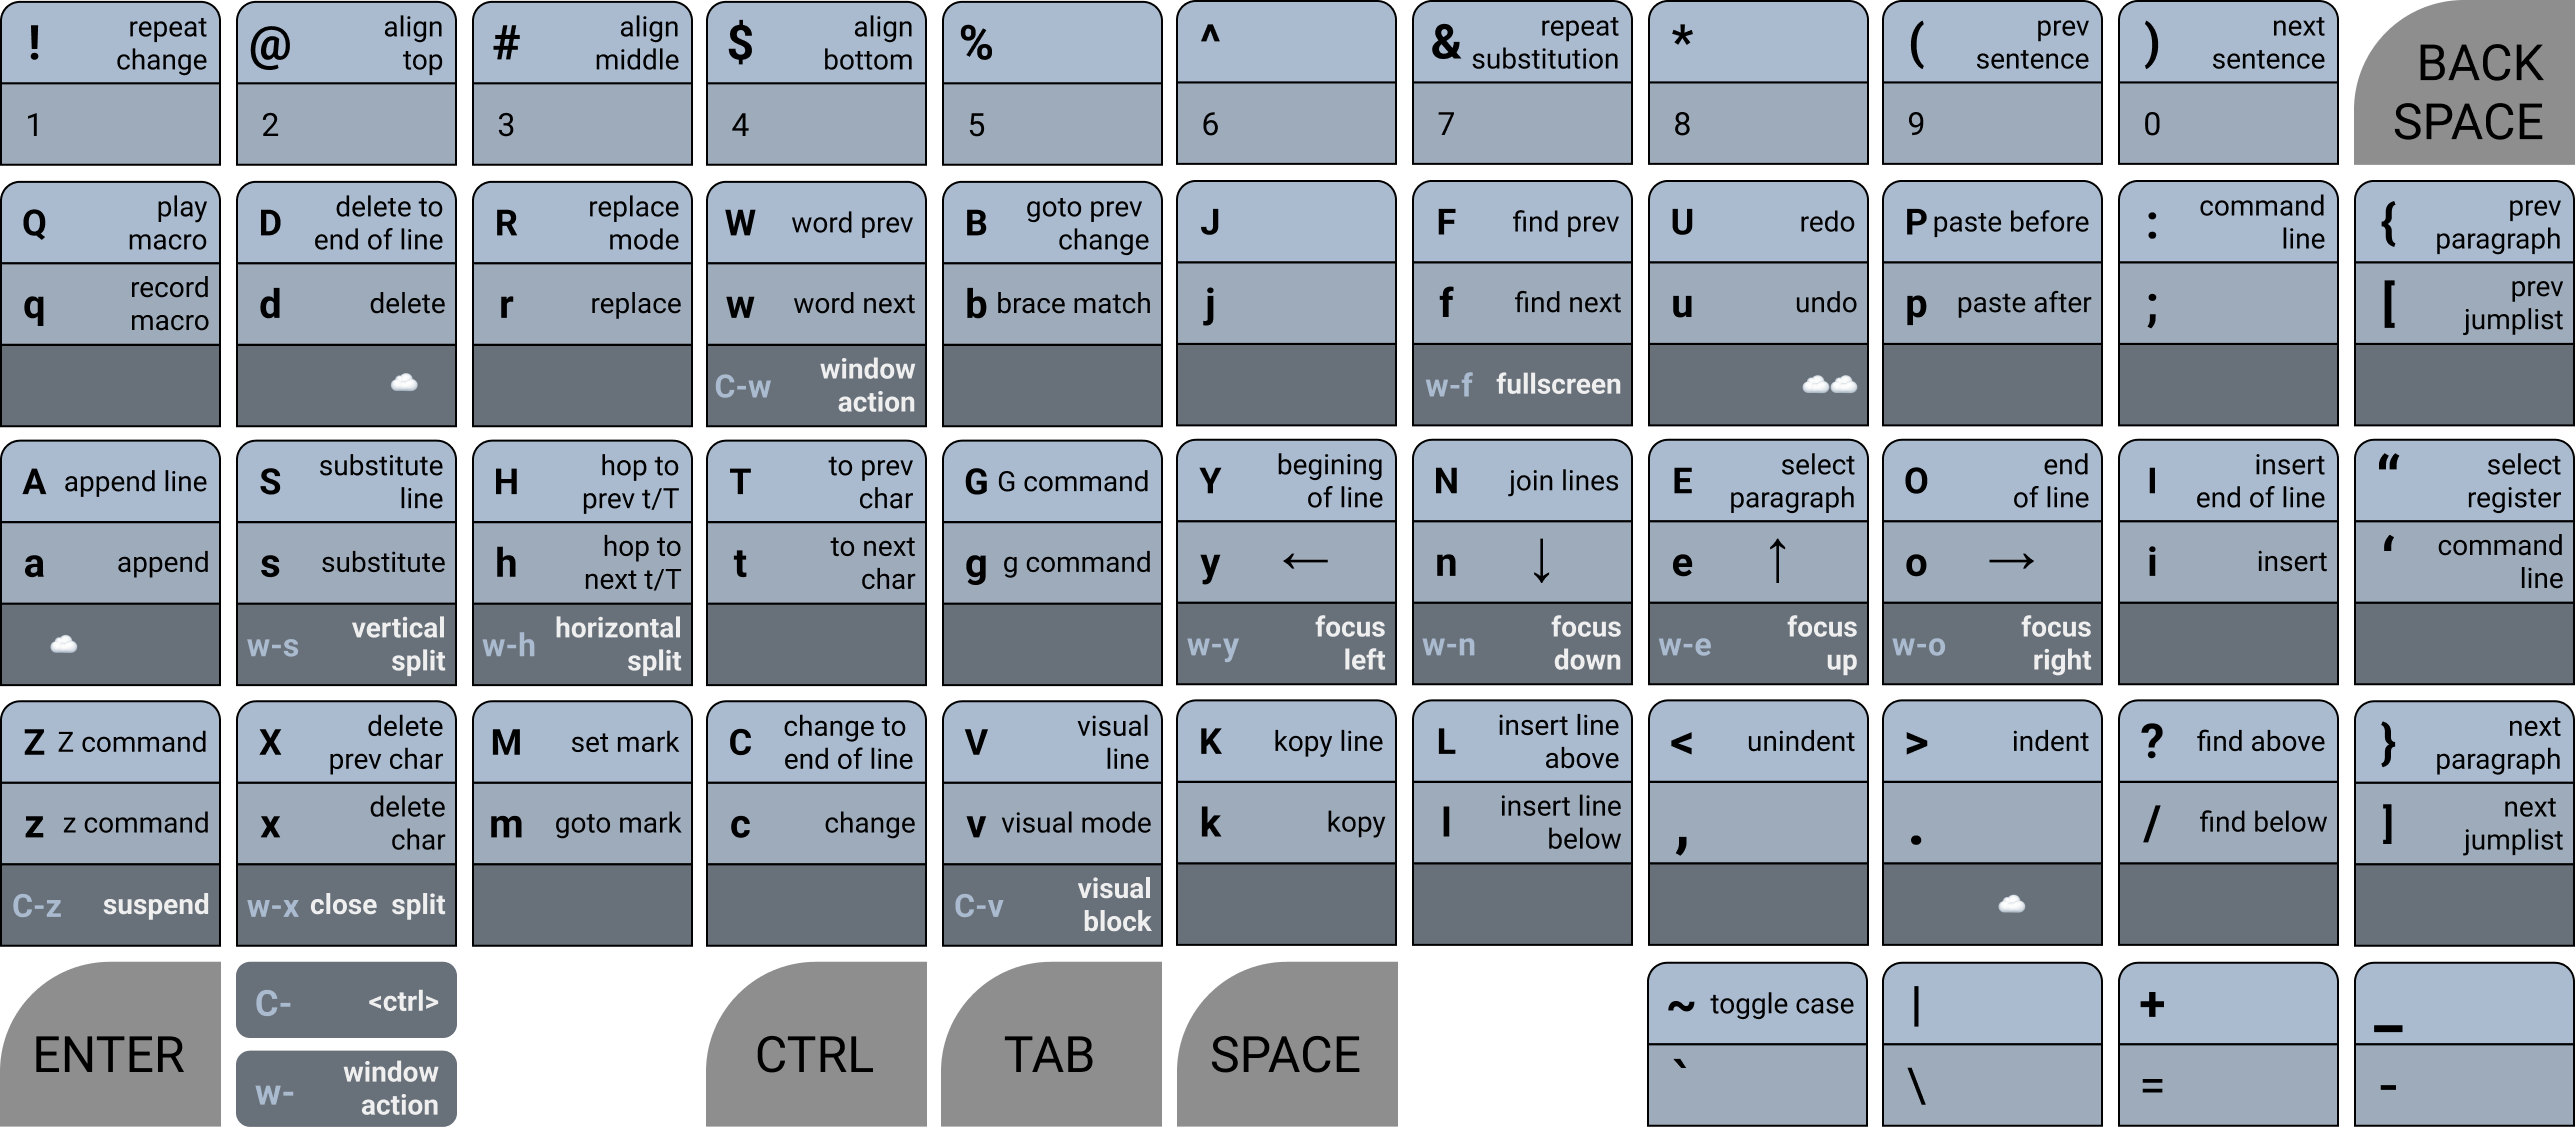 ! repeat change
@ align top
# align middle
$ align bottom
%
^
& repeat substitution
*
( prev sentence
) next sentence
BACK SPACE
1
2
3
4
5
6
7
8
9
0
Q play macro
D delete to end of line
R replace mode
W word prev
B goto prev change
J
F find prev
U redo
P paste before
: command line
{ prev paragraph
q record macro
d delete
r replace
w word next
b brace match
j
f find next
u undo
p paste after
;
[ prev jumplist
C-w window action
w-f fullscreen
A append line
S substitute line
H hop to prev t/T
T to prev char
G G command
Y begining of line
N join lines
E select paragraph
O end of line
I insert end of line
“ select register
a append
s substitute
h hop to next t/T
t to next char
g g command
y ←
n ↓
e ↑
o →
i insert
‘ command line
w-s vertical split
w-h horizontal split
w-y focus left
w-n focus down
w-e focus up
w-o focus right
Z Z command
X delete prev char
M set mark
C change to end of line
V visual line
K kopy line
L insert line above
< unindent
> indent
? find above
} next paragraph
z z command
x delete char
m goto mark
c change
v visual mode
k kopy
l insert line below
,
.
/ find below
] next jumplist
C-z suspend
w-x close split
C-v visual block
ENTER
C- <ctrl>
w- window action
CTRL
TAB
SPACE
~ toggle case
|
+
_
`
\
=
-